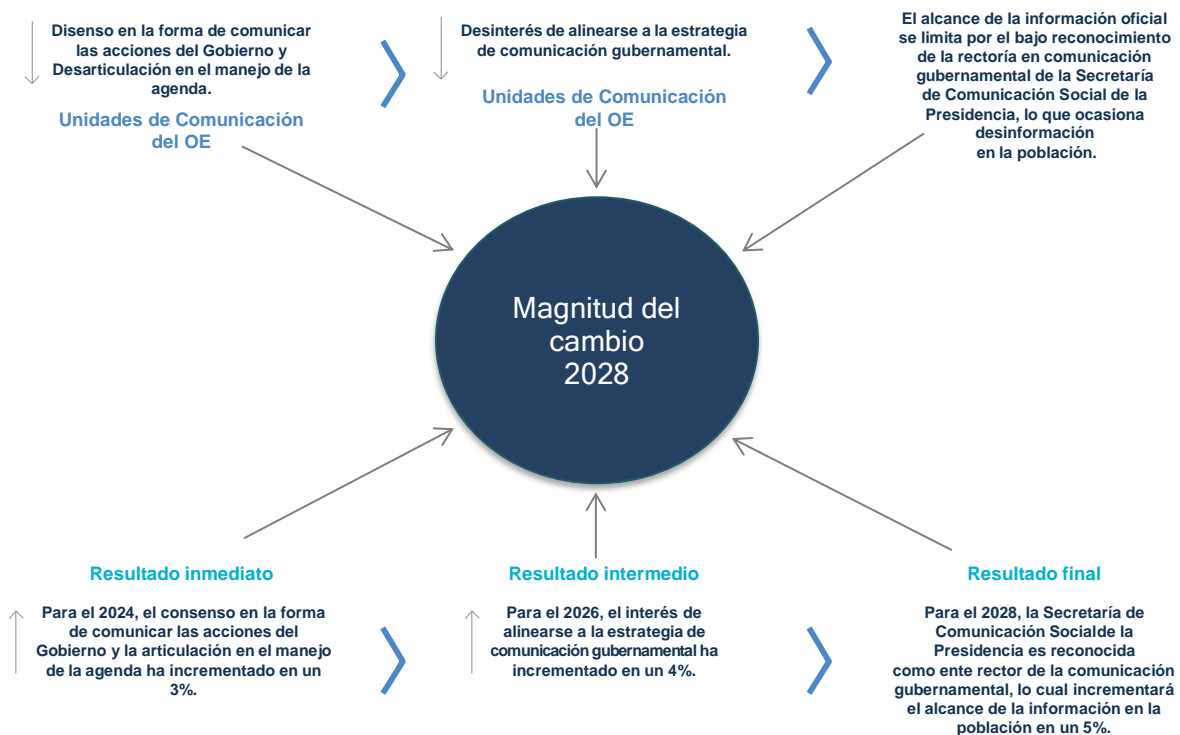 Disenso en la forma de comunicar
las acciones del Gobierno y
Desarticulación en el manejo de la
agenda.
Unidades de Comunicación
del OE
Desinterés de alinearse a la estrategia
de comunicación gubernamental.
Unidades de Comunicación
del OE
El alcance de la información oficial
se limita por el bajo reconocimiento
de la rectoría en comunicación
gubernamental de la Secretaría
de Comunicación Social de la
Presidencia, lo que ocasiona
desinformación
en la población.
Magnitud del
cambio
2028
Resultado inmediato
Para el 2024, el consenso en la forma
de comunicar las acciones del
Gobierno y la articulación en el manejo
de la agenda ha incrementado en un
3%.
Resultado intermedio
Para el 2026, el interés de
alinearse a la estrategia de
comunicación gubernamental ha
incrementado en un 4%.
Resultado final
Para el 2028, la Secretaría de
Comunicación Socialde la
Presidencia es reconocida
como ente rector de la comunicación
gubernamental, lo cual incrementará
el alcance de la información en la
población en un 5%.